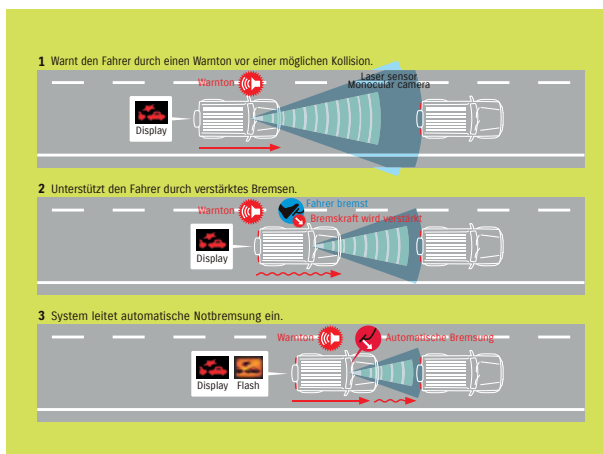 1 Warnt den Fahrer durch einen Warnton vor einer möglichen Kollision.
Warnton
Laser sensor
Monocular camera
Display
2 Unterstützt den Fahrer durch verstärktes Bremsen.
Warnton
Fahrer bremst
Bremskraft wird verstärkt
Display
3 System leitet automatische Notbremsung ein.
Warnton
Automatische Bremsung
Display Flash